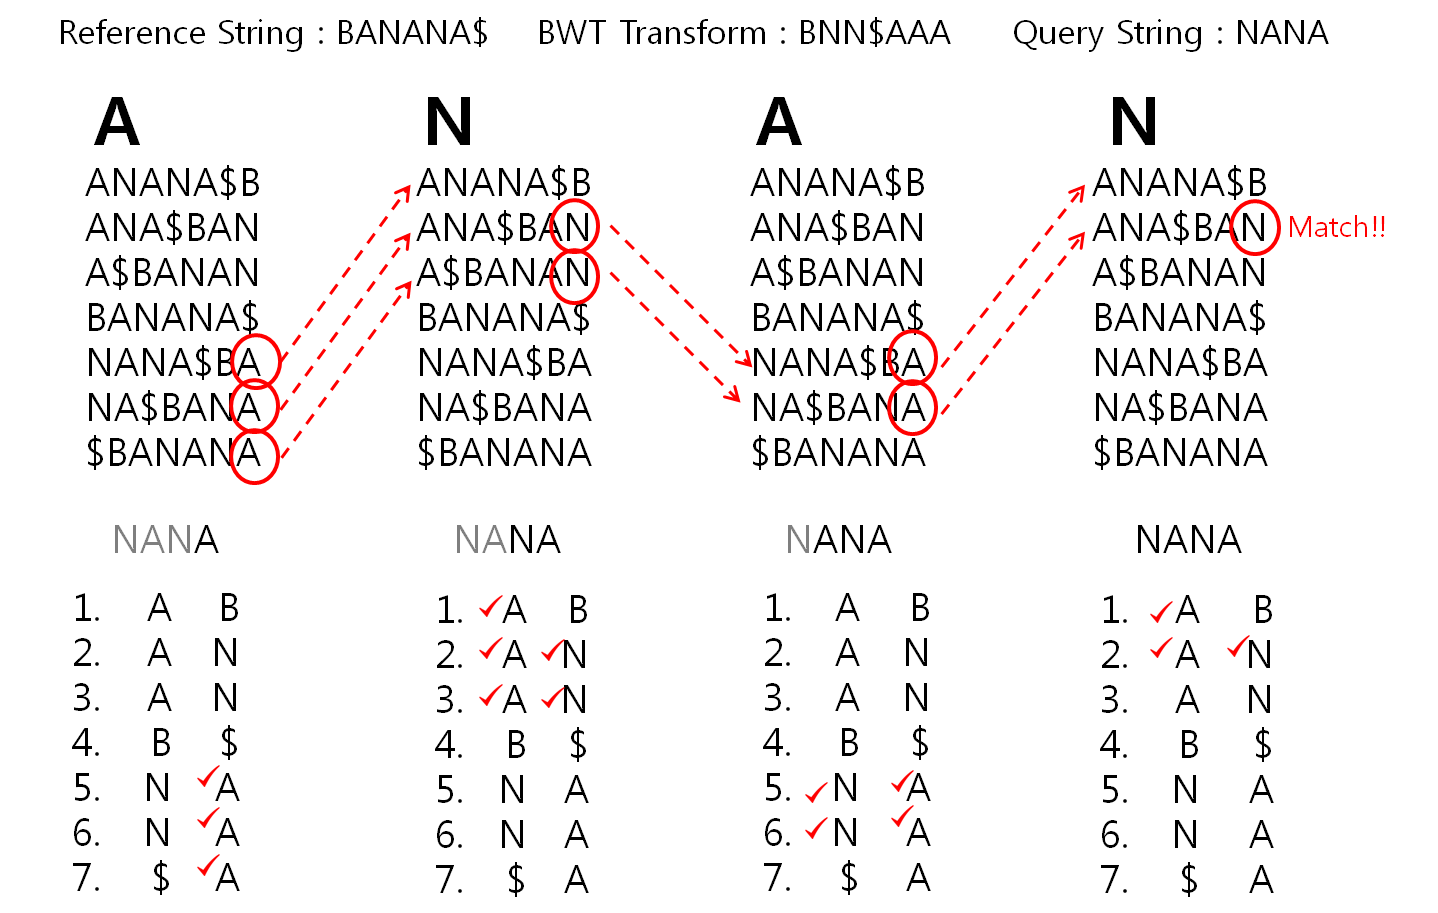 Reference String : BANANA$ BWT Transform : BNN$AAA Query String : NANA
A N A N
ANANA$B ANANA$B ANANA$B ANANA$B
ANA$BAN ANA$BAN ANA$BAN ANA$BAN Match!!
A$BANAN A$BANAN A$BANAN A$BANAN
BANANA$ BANANA$ BANANA$ BANANA$
NANA$BA NANA$BA NANA$BA NANA$BA
NA$BANA NA$BANA NA$BANA NA$BANA
$BANANA $BANANA $BANANA $BANANA
NANA NANA NANA NANA
1. A B 1. A B 1. A B 1. A B
2. A N 2. A N 2. A N 2. A N
3. A N 3. A N 3. A N 3. A N
4. B $ 4. B $ 4. B $ 4. B $
5. N A 5. N A 5. N A 5. N A
6. N A 6. N A 6. N A 6. N A
7. $ A 7. $ A 7. $ A 7. $ A